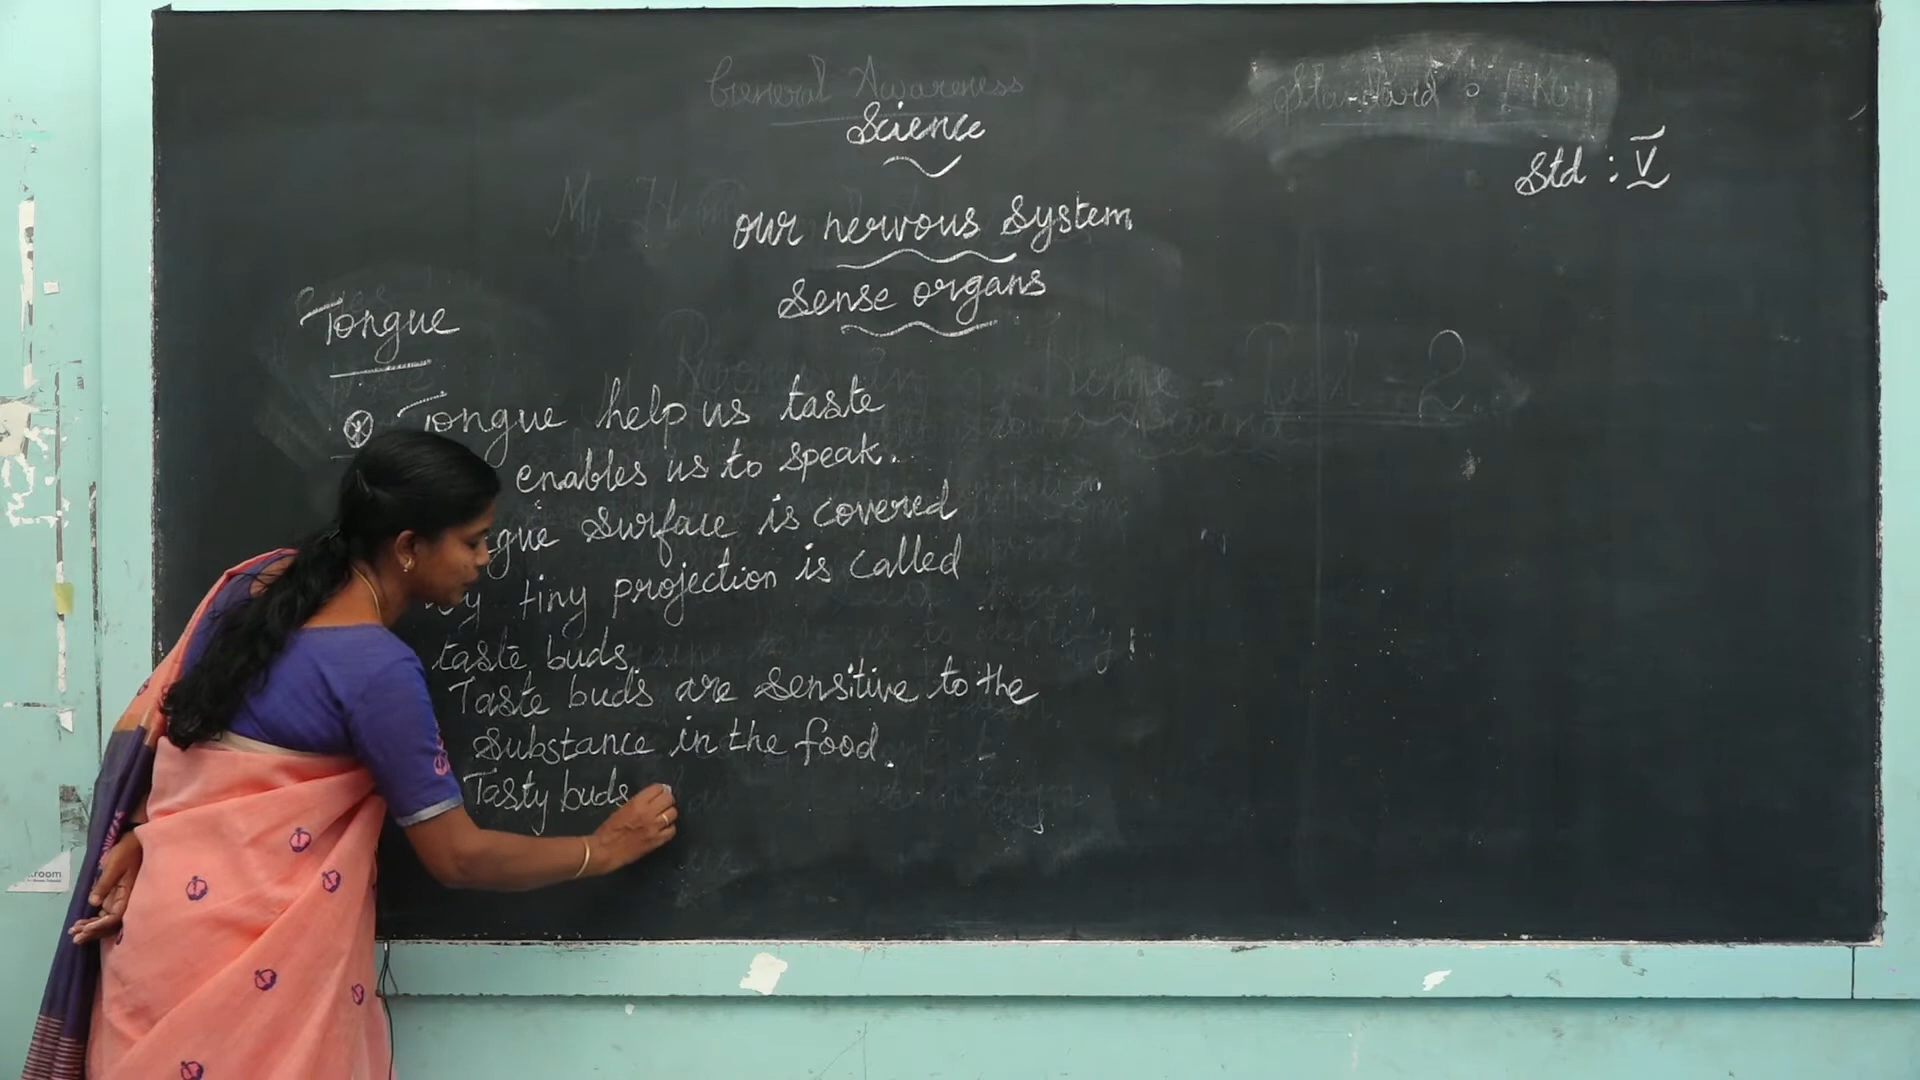 General Awareness
Science
Std : V
our nervous system
Sense organs
Tongue
Tongue help us taste
enables us to speak.
gue surface is covered
by tiny projection is called
taste buds.
Taste buds are sensitive to the
substance in the food.
Tasty buds